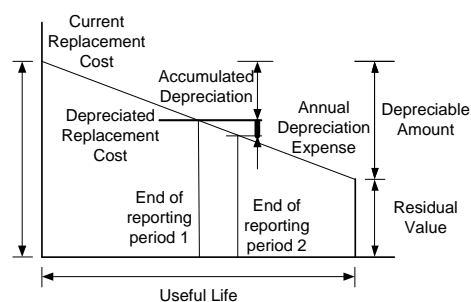 Current
Replacement
Cost
Accumulated
Depreciation
Depreciated
Replacement
Cost
Annual
Depreciation
Expense
Depreciable
Amount
End of
reporting
period 1
End of
reporting
period 2
Residual
Value
Useful Life